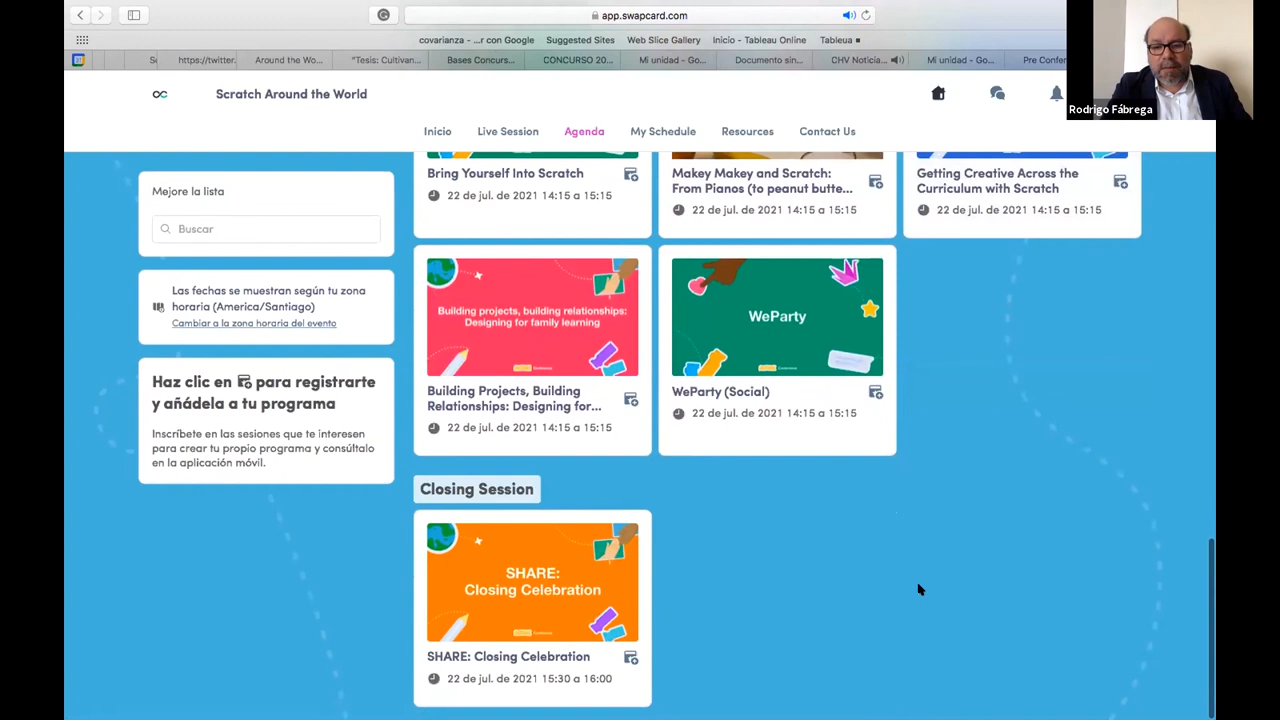 app.swapcard.com
covarianza - ...r con Google
Suggested Sites
Web Slice Gallery
Inicio - Tableau Online
Tableua
Sc
https://twitter.
Around the Wo...
"Tesis: Cultivan...
Bases Concurs...
CONCURSO 20...
Mi unidad - Go...
Documento sin...
CHV Noticia...
Mi unidad - Go...
Pre Confer
Rodrigo Fábrega
Scratch Around the World
Inicio
Live Session
Agenda
My Schedule
Resources
Contact Us
Mejore la lista
Buscar
Las fechas se muestran según tu zona
horaria (America/Santiago)
Cambiar a la zona horaria del evento
Haz clic en para registrarte
y añádela a tu programa
Inscríbete en las sesiones que te interesen
para crear tu propio programa y consúltalo
en la aplicación móvil.
Bring Yourself Into Scratch
22 de jul. de 2021 14:15 a 15:15
Makey Makey and Scratch:
From Pianos (to peanut butte...
22 de jul. de 2021 14:15 a 15:15
Getting Creative Across the
Curriculum with Scratch
22 de jul. de 2021 14:15 a 15:15
Building projects, building relationships:
Designing for family learning
Building Projects, Building
Relationships: Designing for...
22 de jul. de 2021 14:15 a 15:15
WeParty
WeParty (Social)
22 de jul. de 2021 14:15 a 15:15
Closing Session
SHARE:
Closing Celebration
SHARE: Closing Celebration
22 de jul. de 2021 15:30 a 16:00